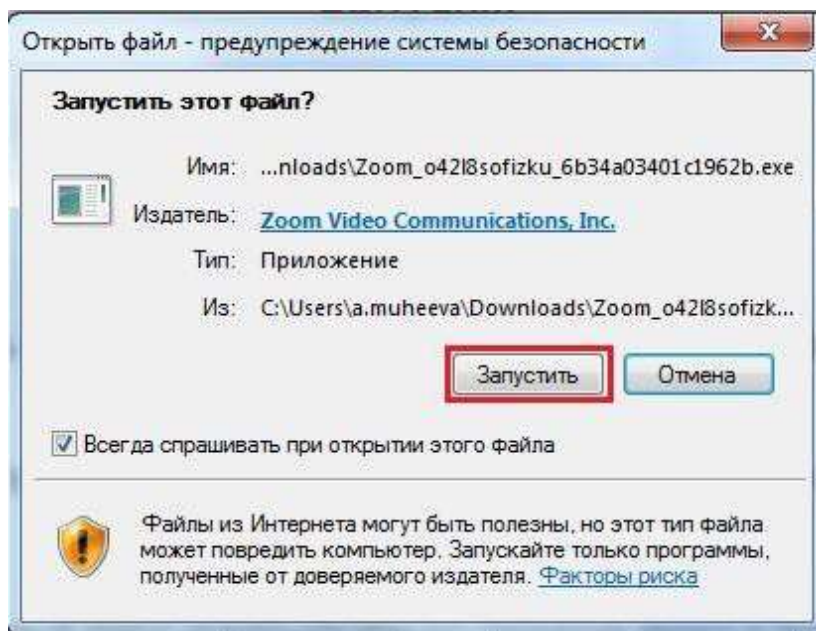 Открыть файл - предупреждение системы безопасности
Запустить этот файл?
Имя: ...nloads\Zoom_o42l8sofizku_6b34a03401c1962b.exe
Издатель: Zoom Video Communications, Inc.
Тип: Приложение
Из: C:\Users\a.muheeva\Downloads\Zoom_o42l8sofizk...
Запустить Отмена
Всегда спрашивать при открытии этого файла
Файлы из Интернета могут быть полезны, но этот тип файла
может повредить компьютер. Запускайте только программы,
полученные от доверяемого издателя. Факторы риска